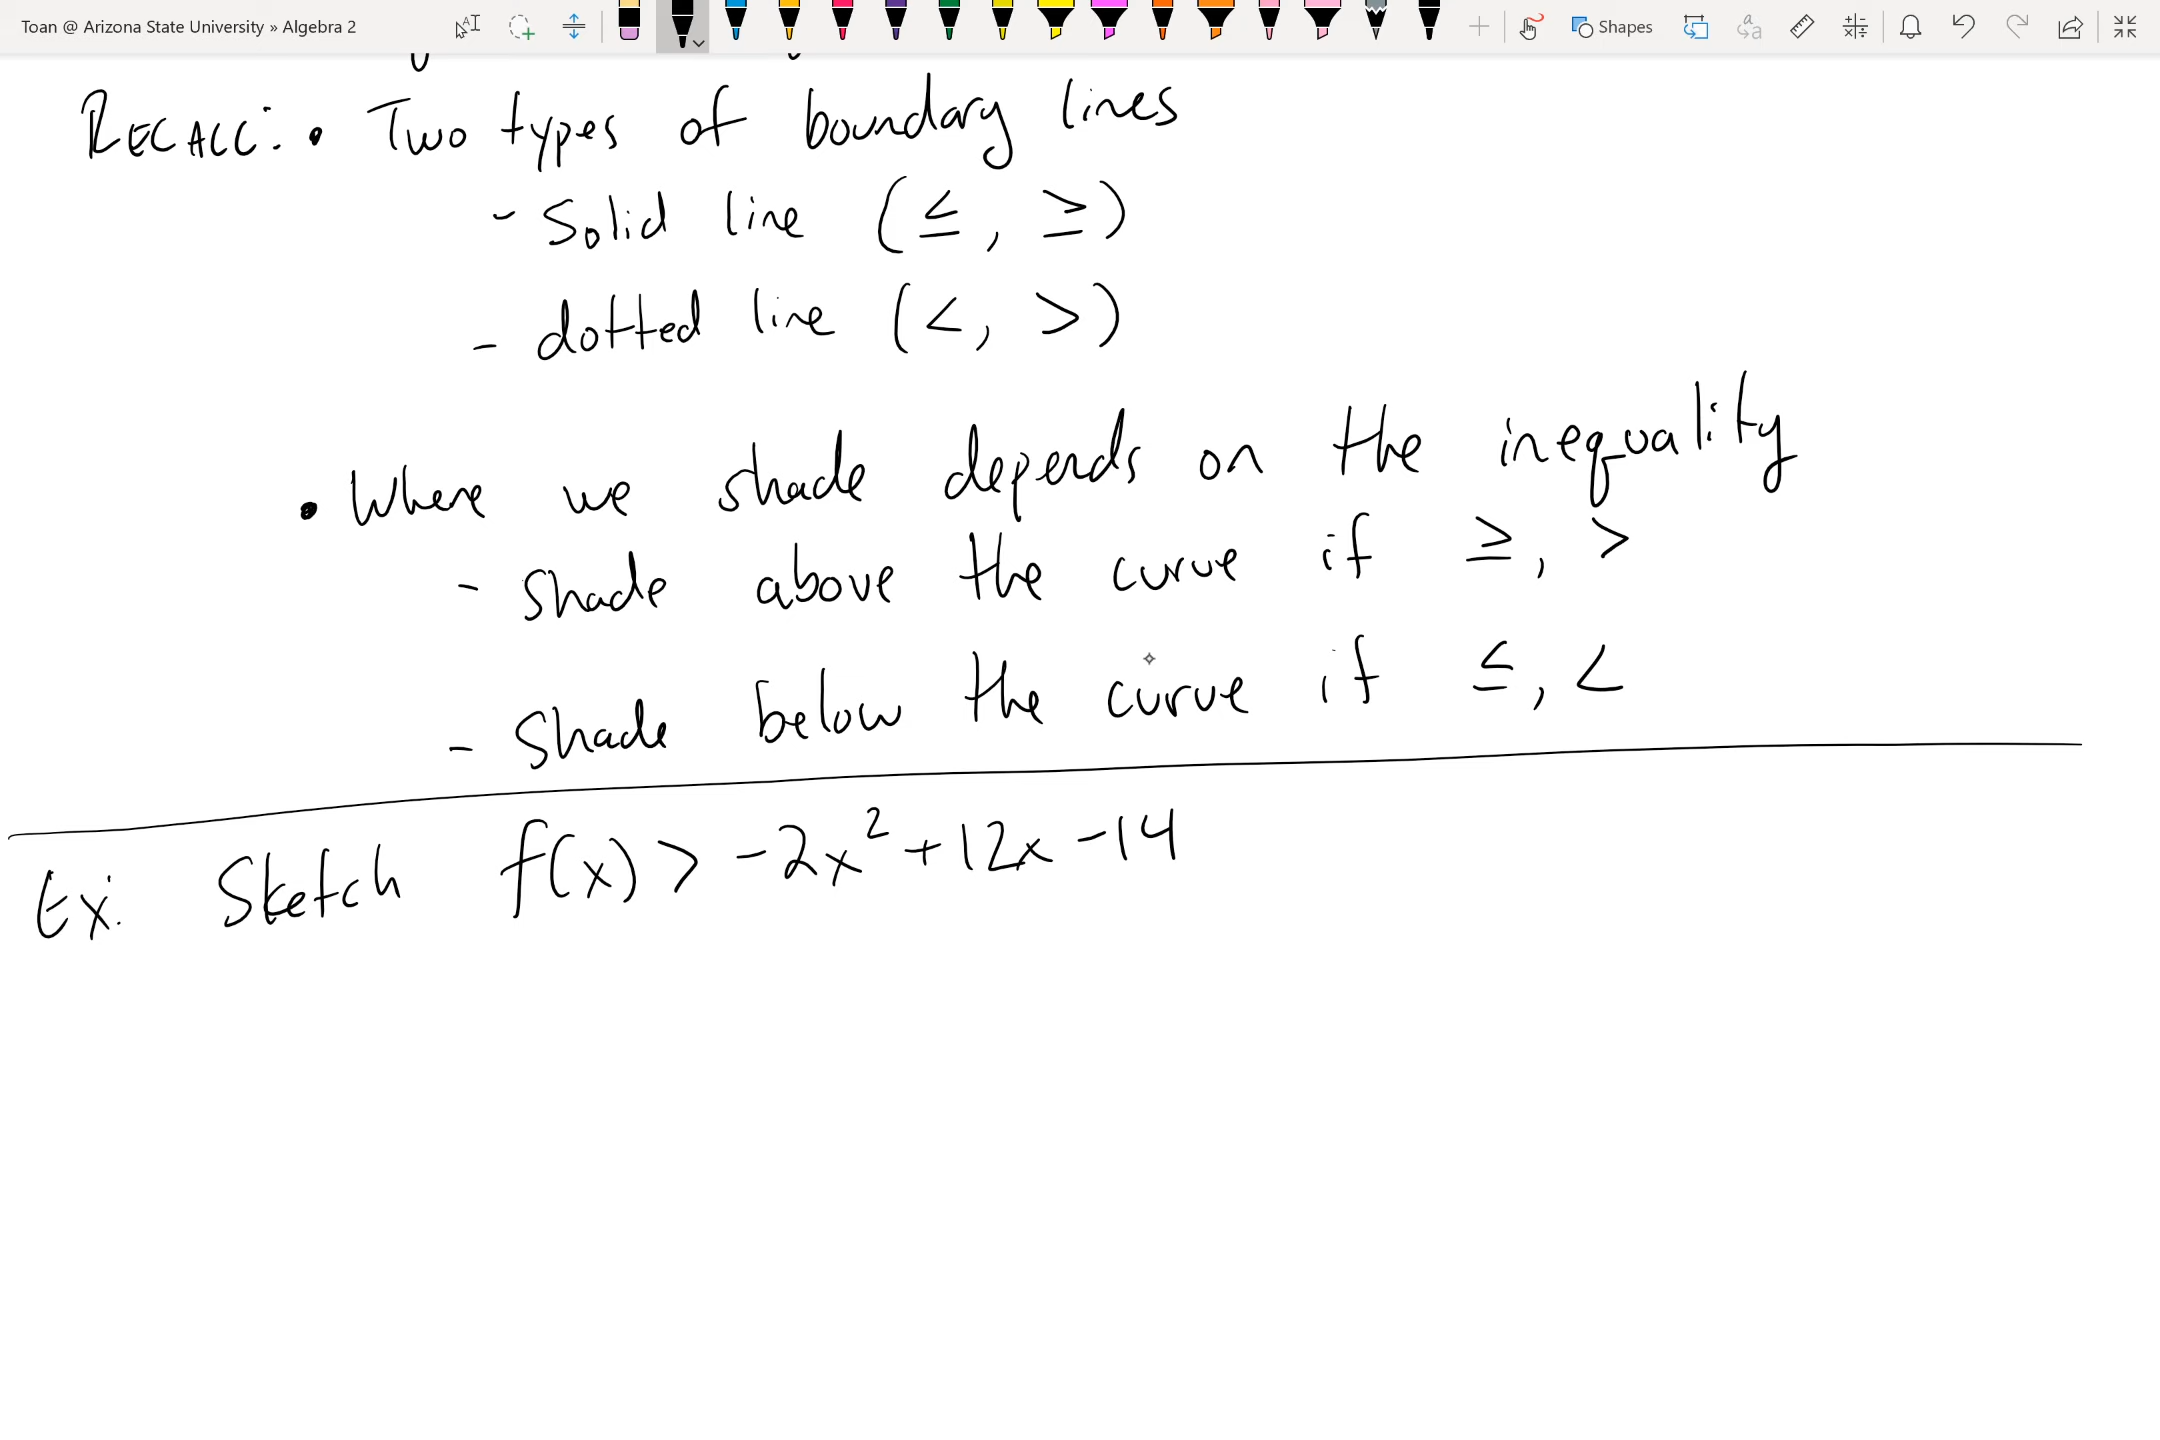 Toan @ Arizona State University » Algebra 2
Shapes
RECALL: • Two types of boundary lines
- Solid line (≤, ≥)
- dotted line (<, >)
• Where we shade depends on the inequality
- Shade above the curve if ≥, >
- Shade below the curve if ≤, <
Ex: Sketch f(x) > -2x² + 12x - 14